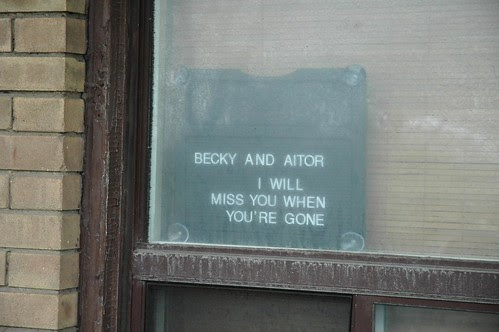 BECKY AND AITOR
I WILL
MISS YOU WHEN
YOU'RE GONE